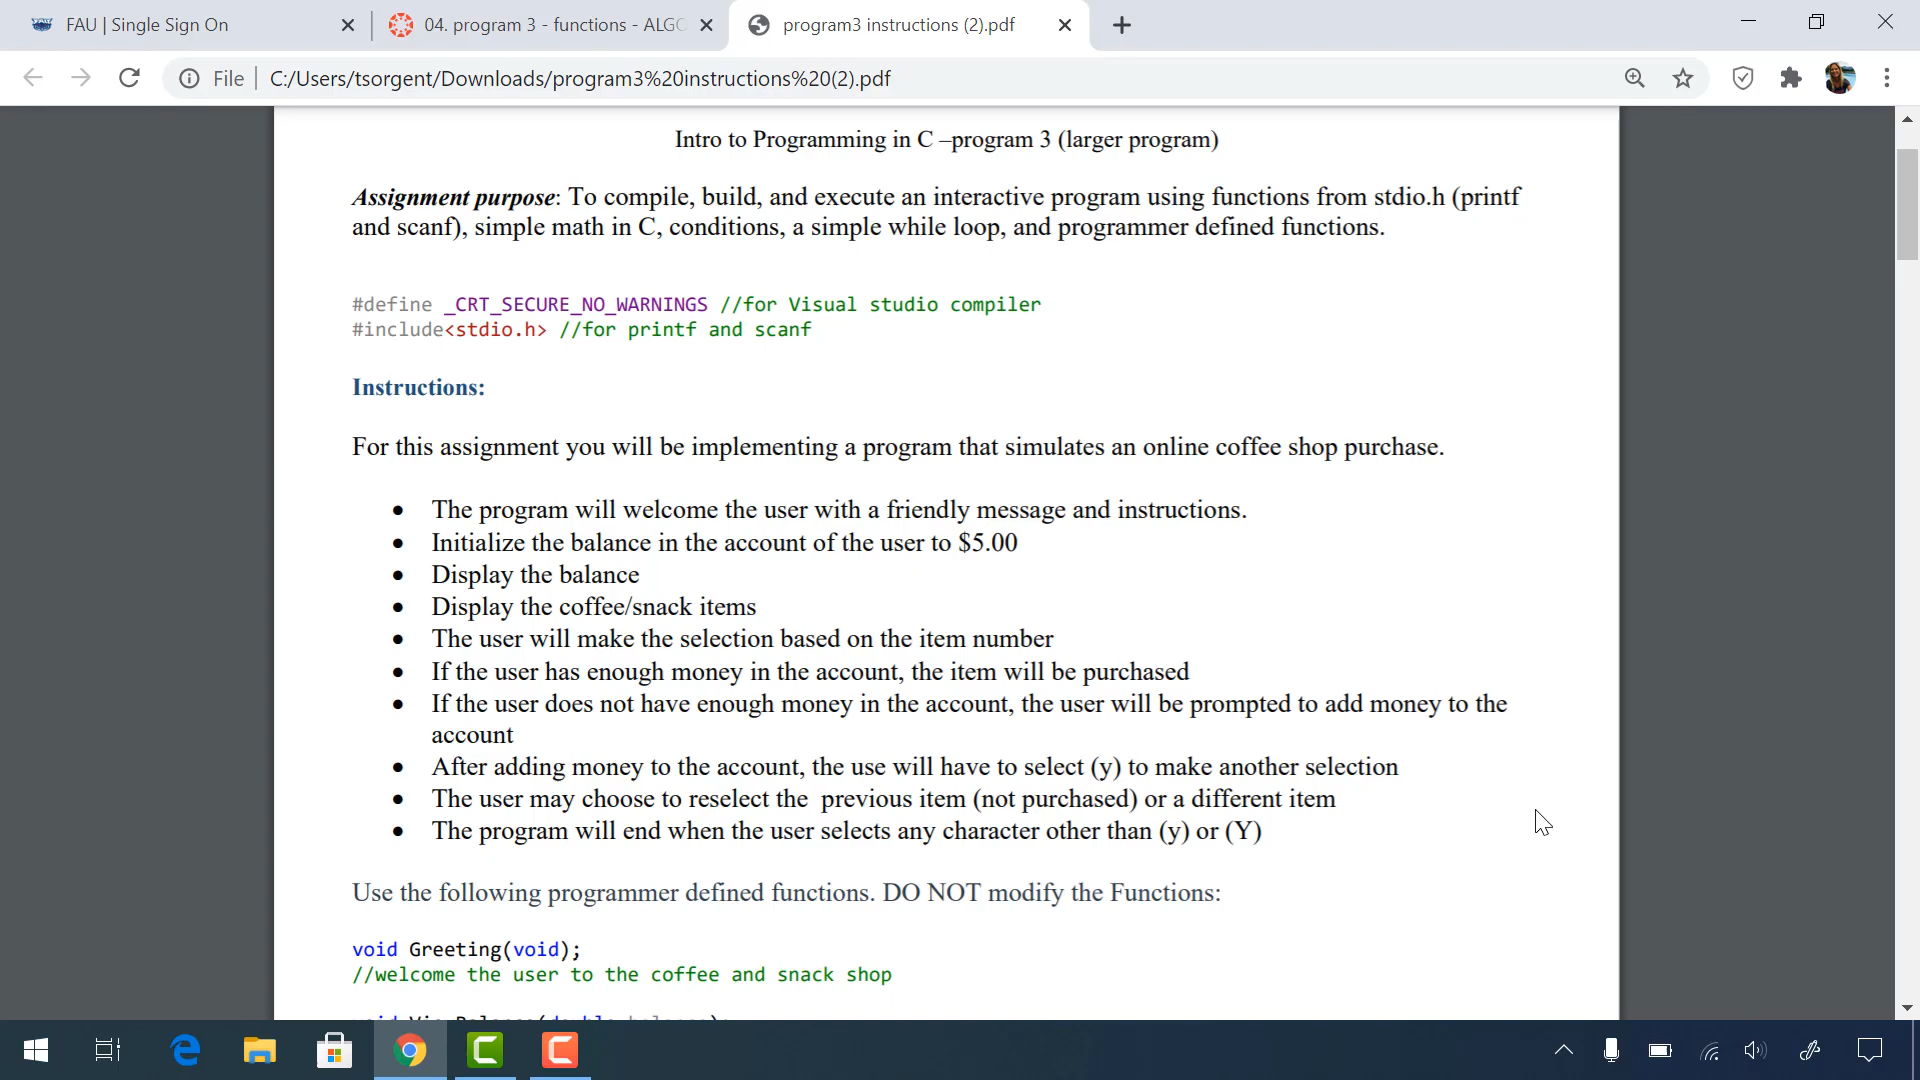 FAU | Single Sign On
04. program 3 - functions - ALGO
program3 instructions (2).pdf
File
C:/Users/tsorgent/Downloads/program3%20instructions%20(2).pdf
Intro to Programming in C –program 3 (larger program)
Assignment purpose: To compile, build, and execute an interactive program using functions from stdio.h (printf
and scanf), simple math in C, conditions, a simple while loop, and programmer defined functions.
#define _CRT_SECURE_NO_WARNINGS //for Visual studio compiler
#include<stdio.h> //for printf and scanf
Instructions:
For this assignment you will be implementing a program that simulates an online coffee shop purchase.
• The program will welcome the user with a friendly message and instructions.
• Initialize the balance in the account of the user to $5.00
• Display the balance
• Display the coffee/snack items
• The user will make the selection based on the item number
• If the user has enough money in the account, the item will be purchased
• If the user does not have enough money in the account, the user will be prompted to add money to the
account
• After adding money to the account, the use will have to select (y) to make another selection
• The user may choose to reselect the  previous item (not purchased) or a different item
• The program will end when the user selects any character other than (y) or (Y)
Use the following programmer defined functions. DO NOT modify the Functions:
void Greeting(void);
//welcome the user to the coffee and snack shop